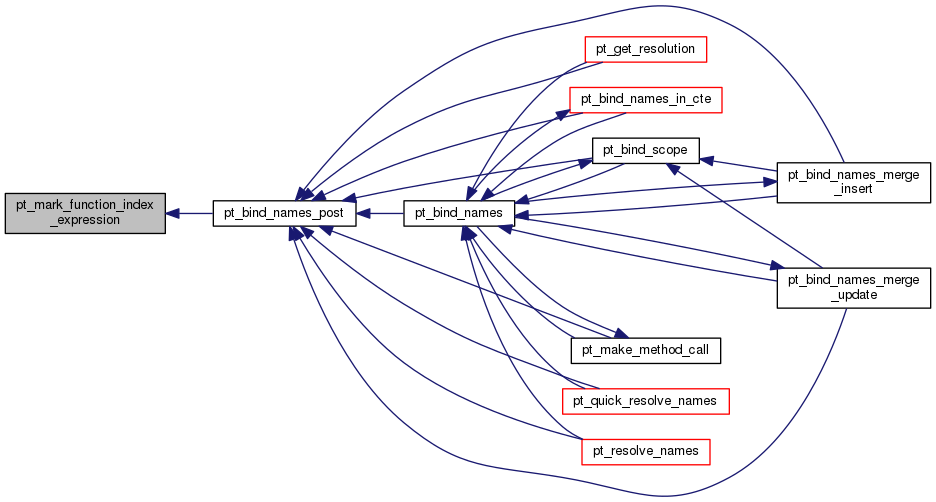 pt_mark_function_index
_expression
pt_bind_names_post
pt_bind_names
pt_get_resolution
pt_bind_names_in_cte
pt_bind_scope
pt_bind_names_merge
_insert
pt_bind_names_merge
_update
pt_make_method_call
pt_quick_resolve_names
pt_resolve_names